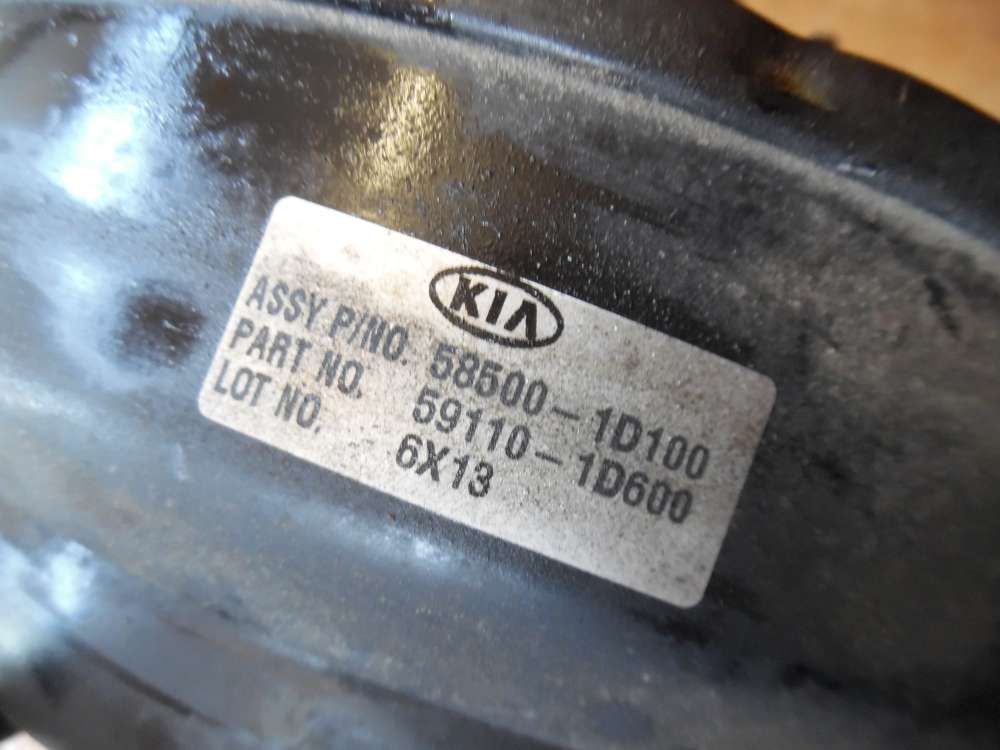 KIA
ASSY P/NO. 58500-1D100
PART NO. 59110-1D600
LOT NO. 6X13